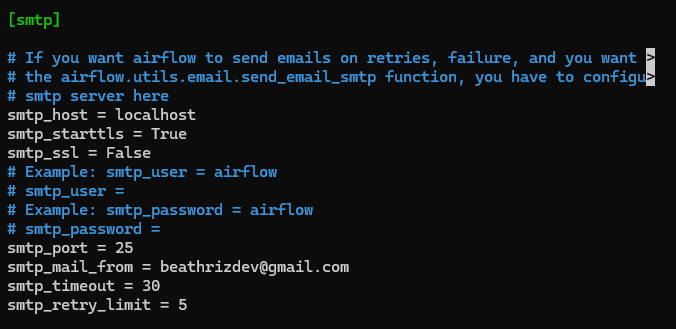 [smtp]
# If you want airflow to send emails on retries, failure, and you want >
# the airflow.utils.email.send_email_smtp function, you have to configu>
# smtp server here
smtp_host = localhost
smtp_starttls = True
smtp_ssl = False
# Example: smtp_user = airflow
# smtp_user =
# Example: smtp_password = airflow
# smtp_password =
smtp_port = 25
smtp_mail_from = beathrizdev@gmail.com
smtp_timeout = 30
smtp_retry_limit = 5